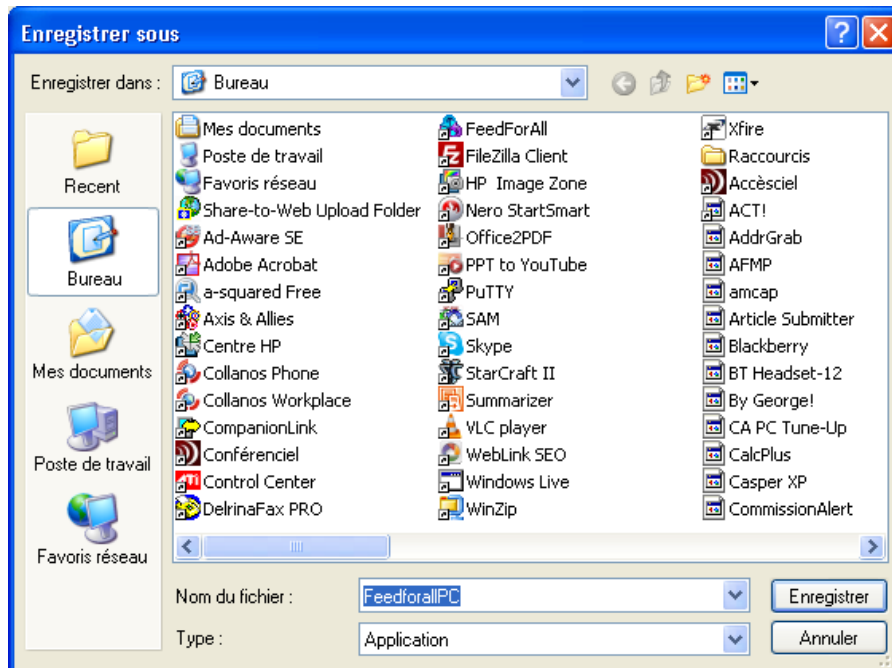 Enregistrer sous
Enregistrer dans :
Bureau
Recent
Bureau
Mes documents
Poste de travail
Favoris réseau
Mes documents
Poste de travail
Favoris réseau
Share-to-Web Upload Folder
Ad-Aware SE
Adobe Acrobat
a-squared Free
Axis & Allies
Centre HP
Collanos Phone
Collanos Workplace
CompanionLink
Conférenciel
Control Center
DelrinaFax PRO
FeedForAll
FileZilla Client
HP Image Zone
Nero StartSmart
Office2PDF
PPT to YouTube
PuTTY
SAM
Skype
StarCraft II
Summarizer
VLC player
WebLink SEO
Windows Live
WinZip
Xfire
Raccourcis
Accèsciel
ACT!
AddrGrab
AFMP
amcap
Article Submitter
Blackberry
BT Headset-12
By George!
CA PC Tune-Up
CalcPlus
Casper XP
CommissionAlert
Nom du fichier :
FeedforallPC
Enregistrer
Type :
Application
Annuler